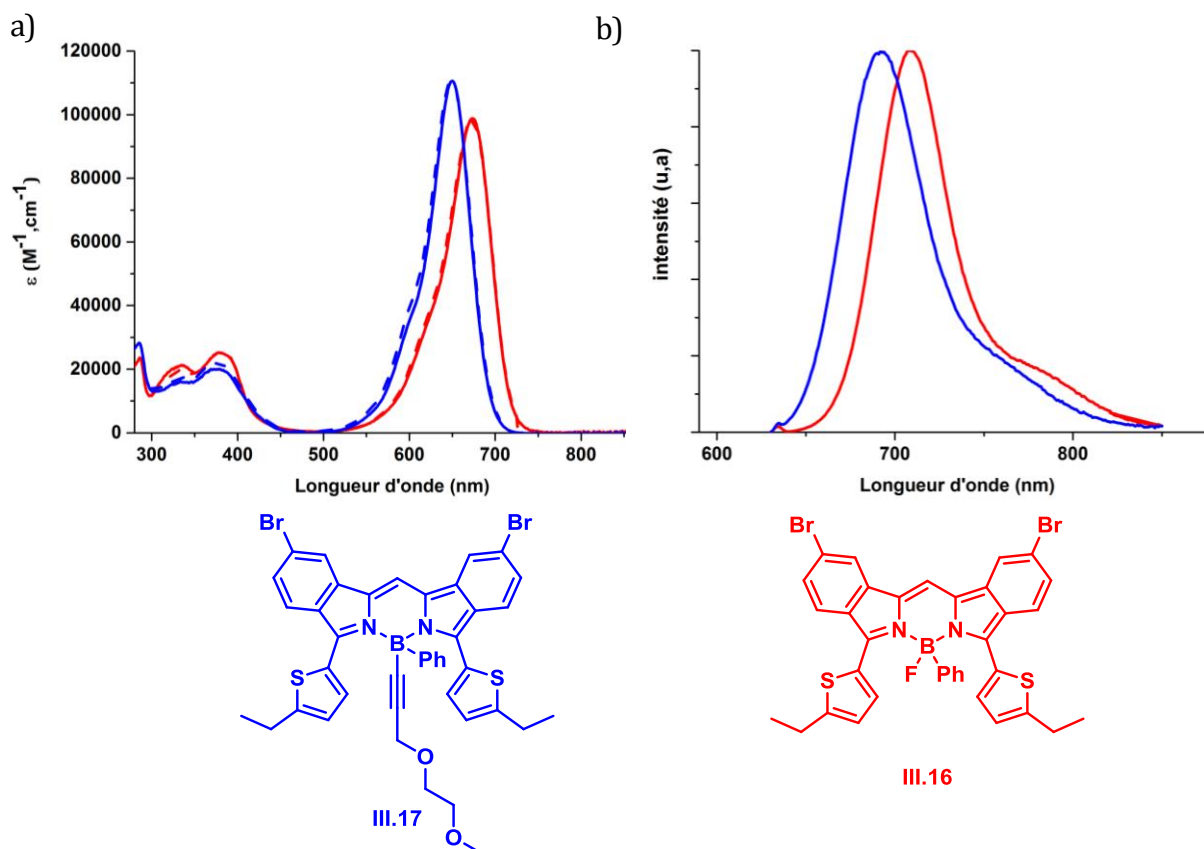 a)
b)
120000
100000
80000
60000
40000
20000
0
ε (M⁻¹,cm⁻¹)
300 400 500 600 700 800
Longueur d'onde (nm)
intensité (u,a)
600 700 800
Longueur d'onde (nm)
Br Br
N N
B
Ph
S S
O
O
III.17
Br Br
N N
B
F Ph
S S
III.16